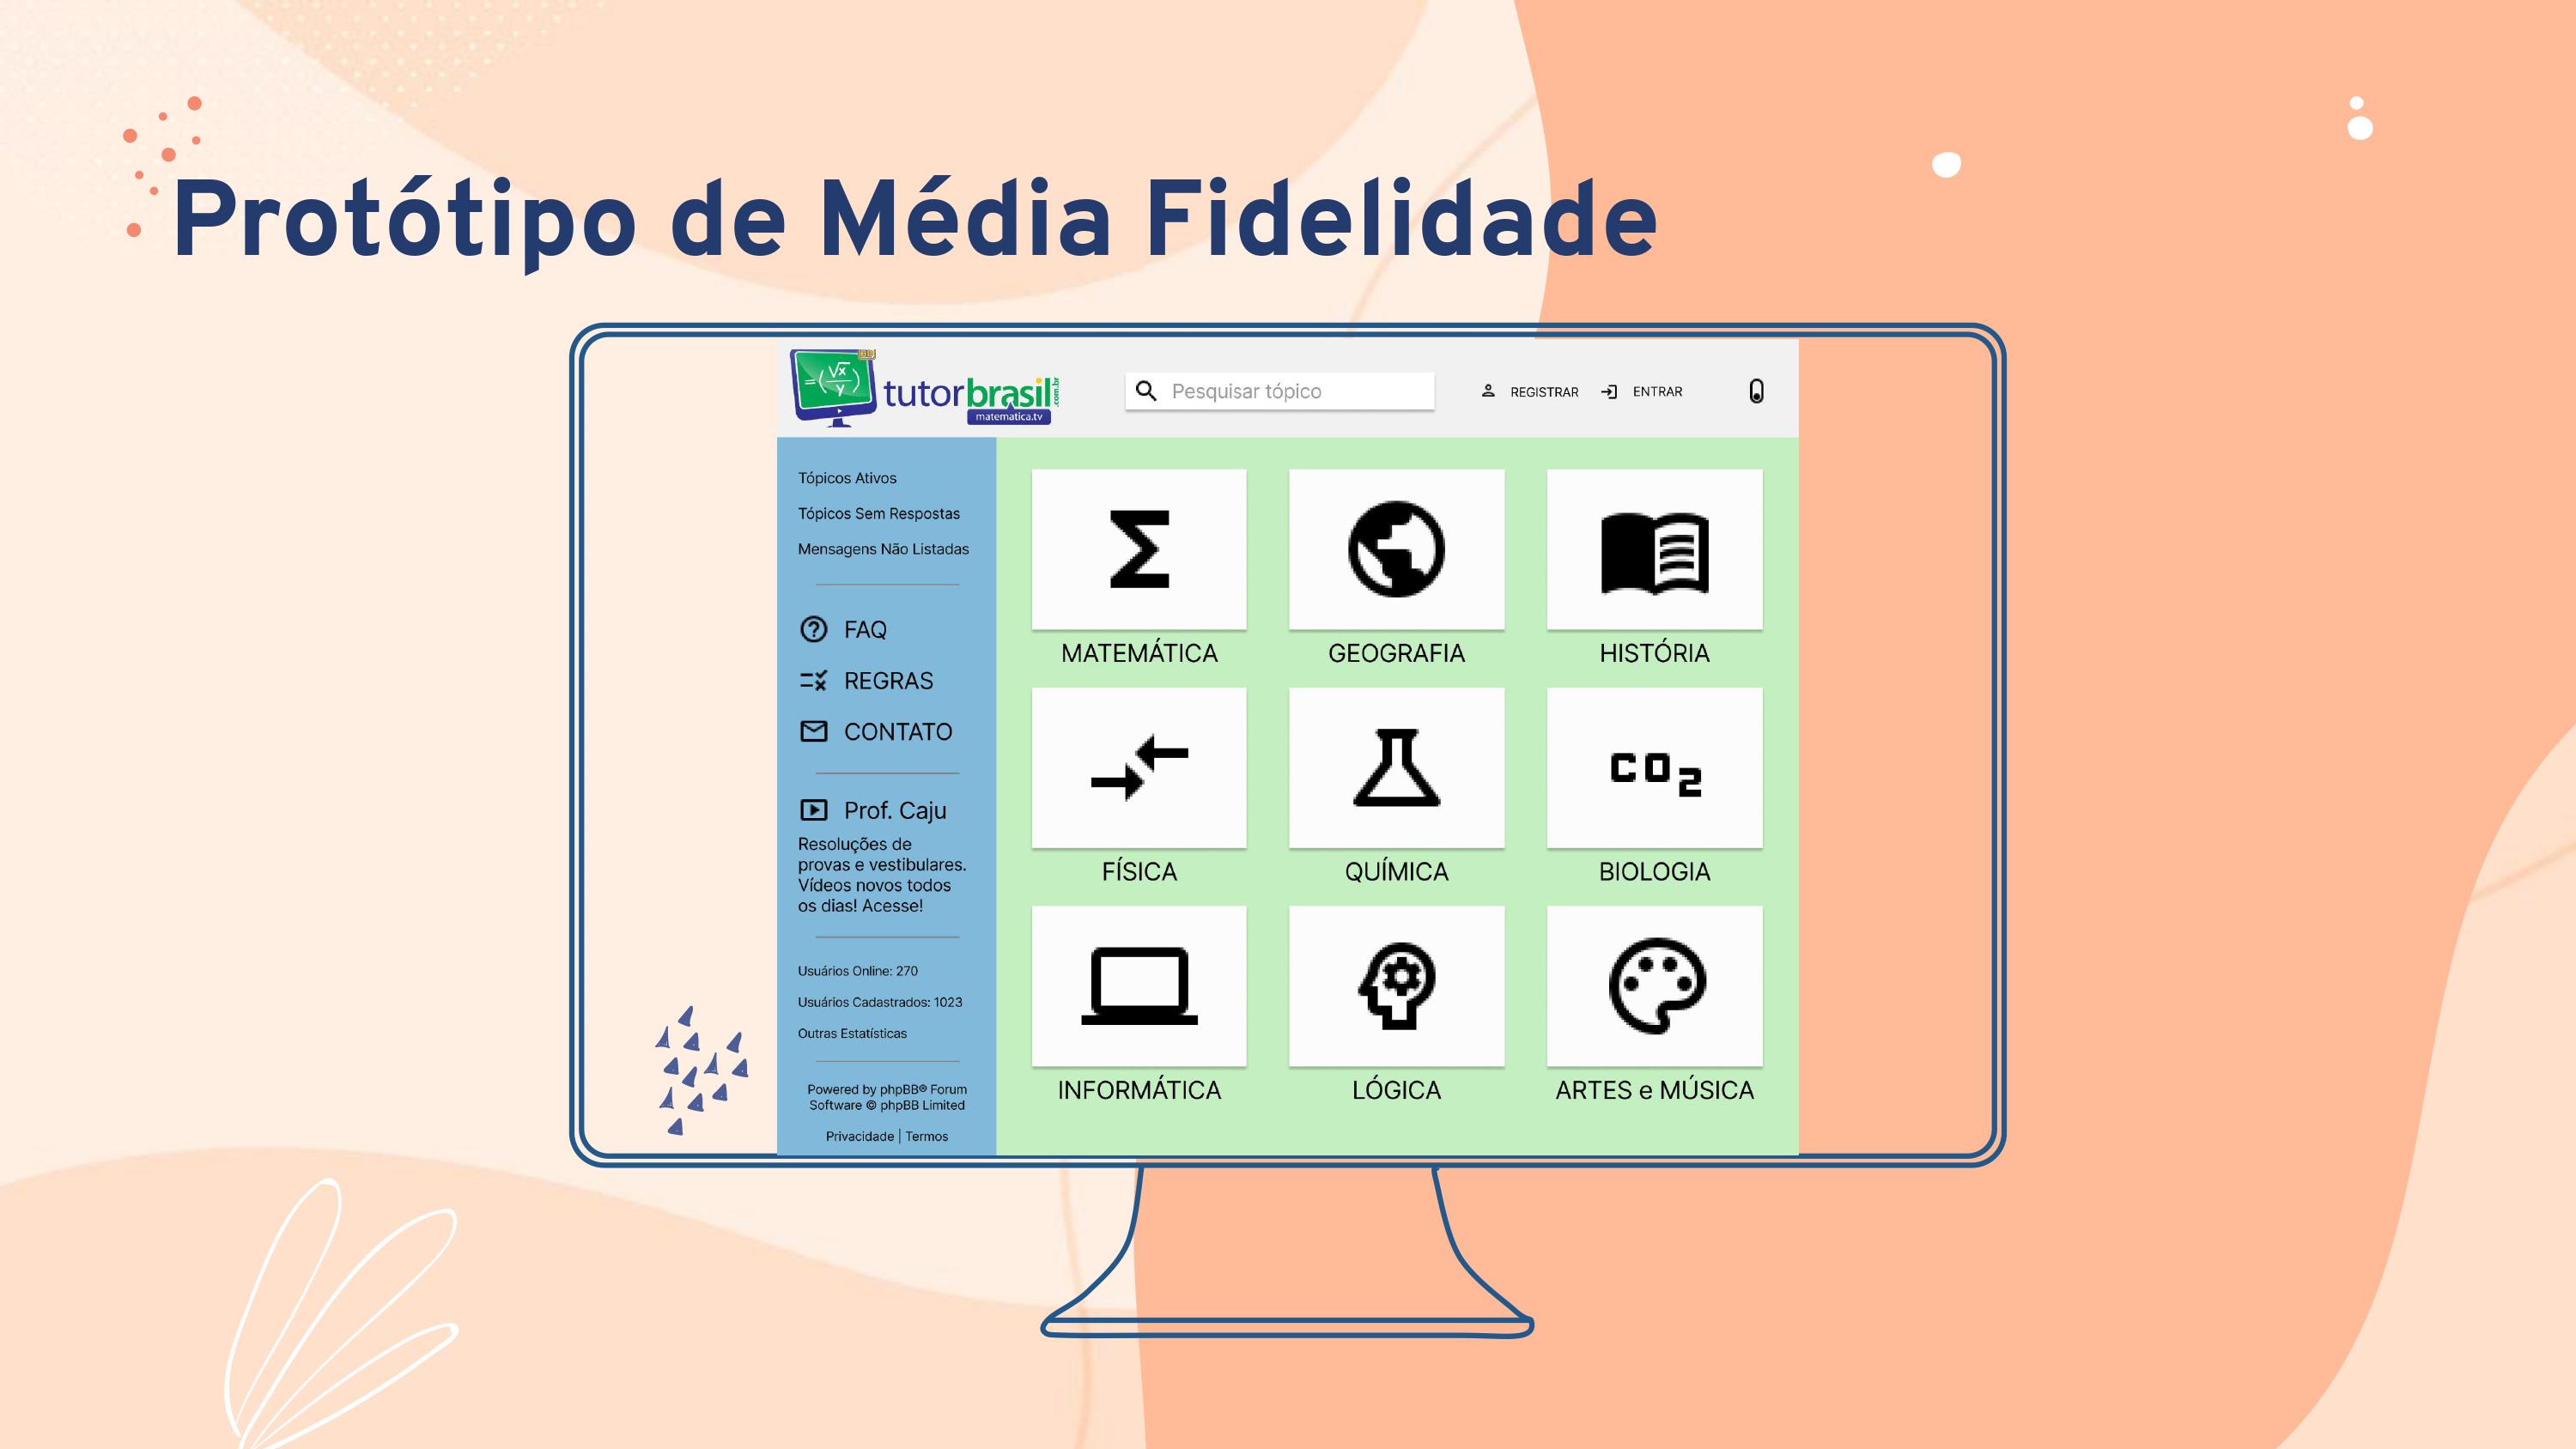 Protótipo de Média Fidelidade
=(√x/y)
tutorbrasil.com.br
matematica.tv
Pesquisar tópico
REGISTRAR
ENTRAR
Tópicos Ativos
Tópicos Sem Respostas
Mensagens Não Listadas
FAQ
REGRAS
CONTATO
Prof. Caju
Resoluções de
provas e vestibulares.
Vídeos novos todos
os dias! Acesse!
Usuários Online: 270
Usuários Cadastrados: 1023
Outras Estatísticas
Powered by phpBB® Forum
Software © phpBB Limited
Privacidade | Termos
Σ
MATEMÁTICA
GEOGRAFIA
HISTÓRIA
CO₂
FÍSICA
QUÍMICA
BIOLOGIA
INFORMÁTICA
LÓGICA
ARTES e MÚSICA